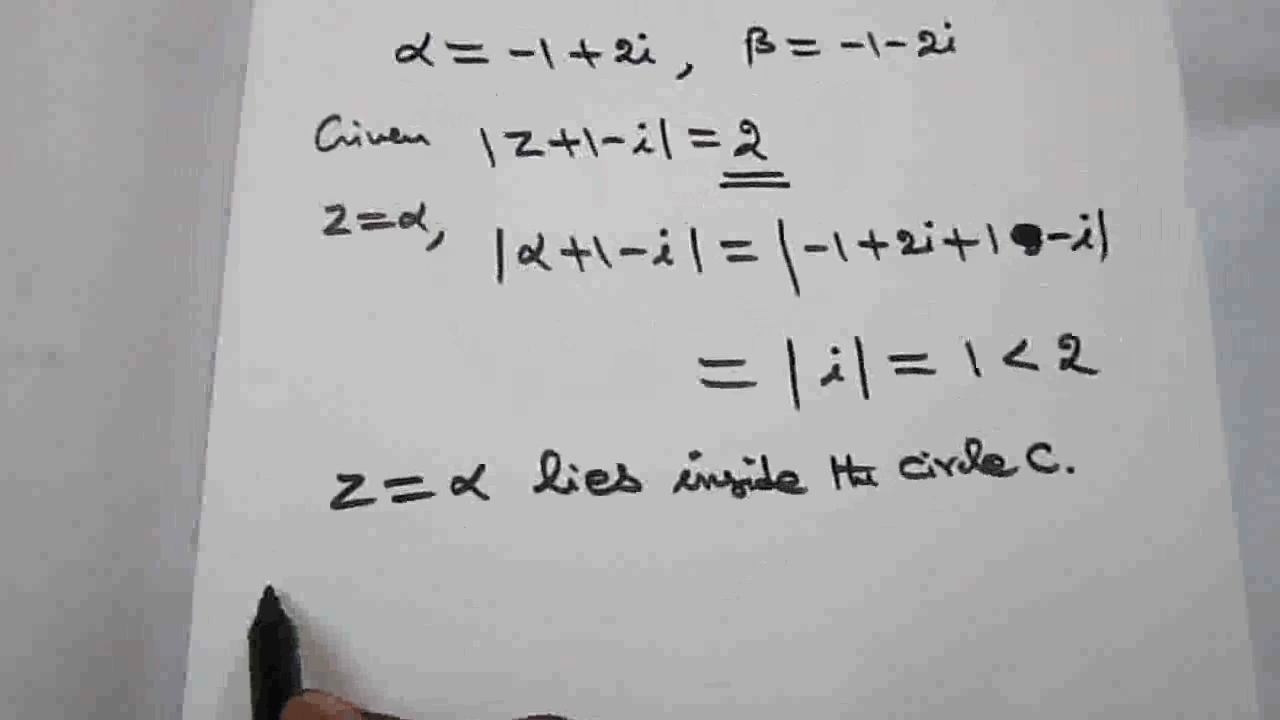 α = -1 + 2i , β = -1 - 2i
Given |z+1-i| = 2
z = α, |α+1-i| = |-1+2i+1 -i|
= |i| = 1 < 2
z = α lies inside the circle C.